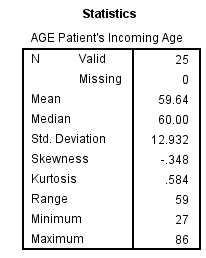 Statistics
AGE Patient's Incoming Age
N Valid 25
Missing 0
Mean 59.64
Median 60.00
Std. Deviation 12.932
Skewness -.348
Kurtosis .584
Range 59
Minimum 27
Maximum 86